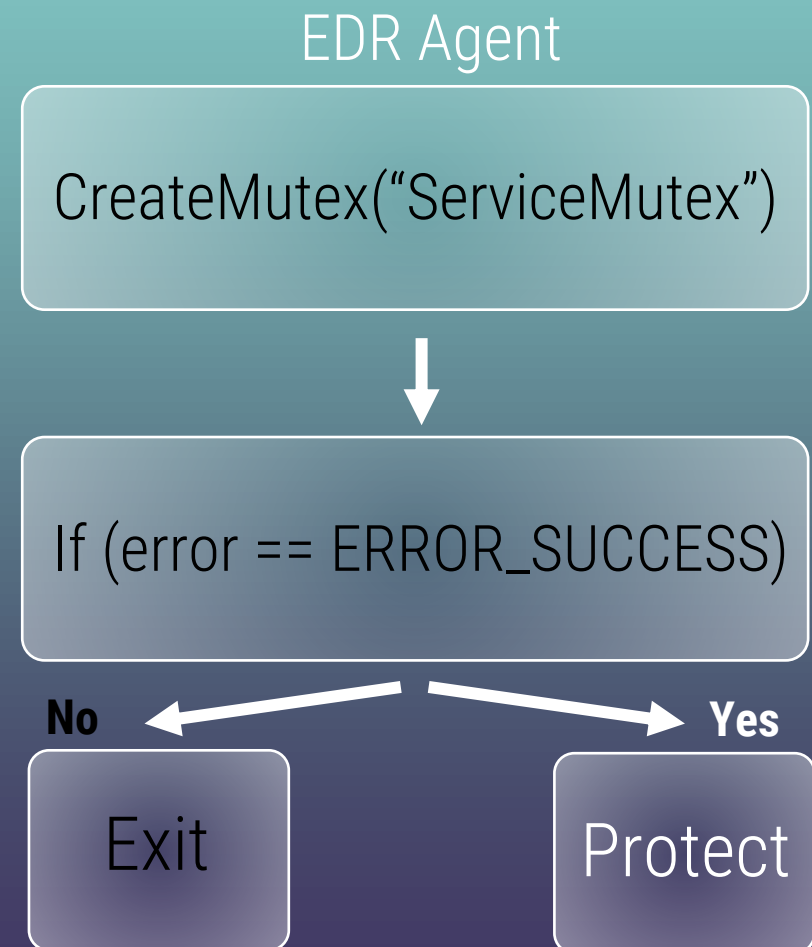 EDR Agent
CreateMutex(“ServiceMutex”)
If (error == ERROR_SUCCESS)
No
Yes
Exit
Protect